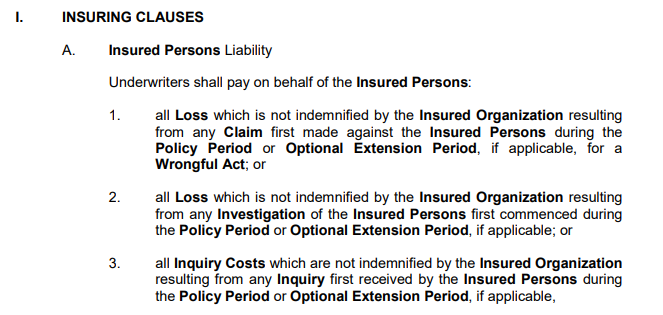 I. INSURING CLAUSES
A. Insured Persons Liability
Underwriters shall pay on behalf of the Insured Persons:
1. all Loss which is not indemnified by the Insured Organization resulting
from any Claim first made against the Insured Persons during the
Policy Period or Optional Extension Period, if applicable, for a
Wrongful Act; or
2. all Loss which is not indemnified by the Insured Organization resulting
from any Investigation of the Insured Persons first commenced during
the Policy Period or Optional Extension Period, if applicable; or
3. all Inquiry Costs which are not indemnified by the Insured Organization
resulting from any Inquiry first received by the Insured Persons during
the Policy Period or Optional Extension Period, if applicable,